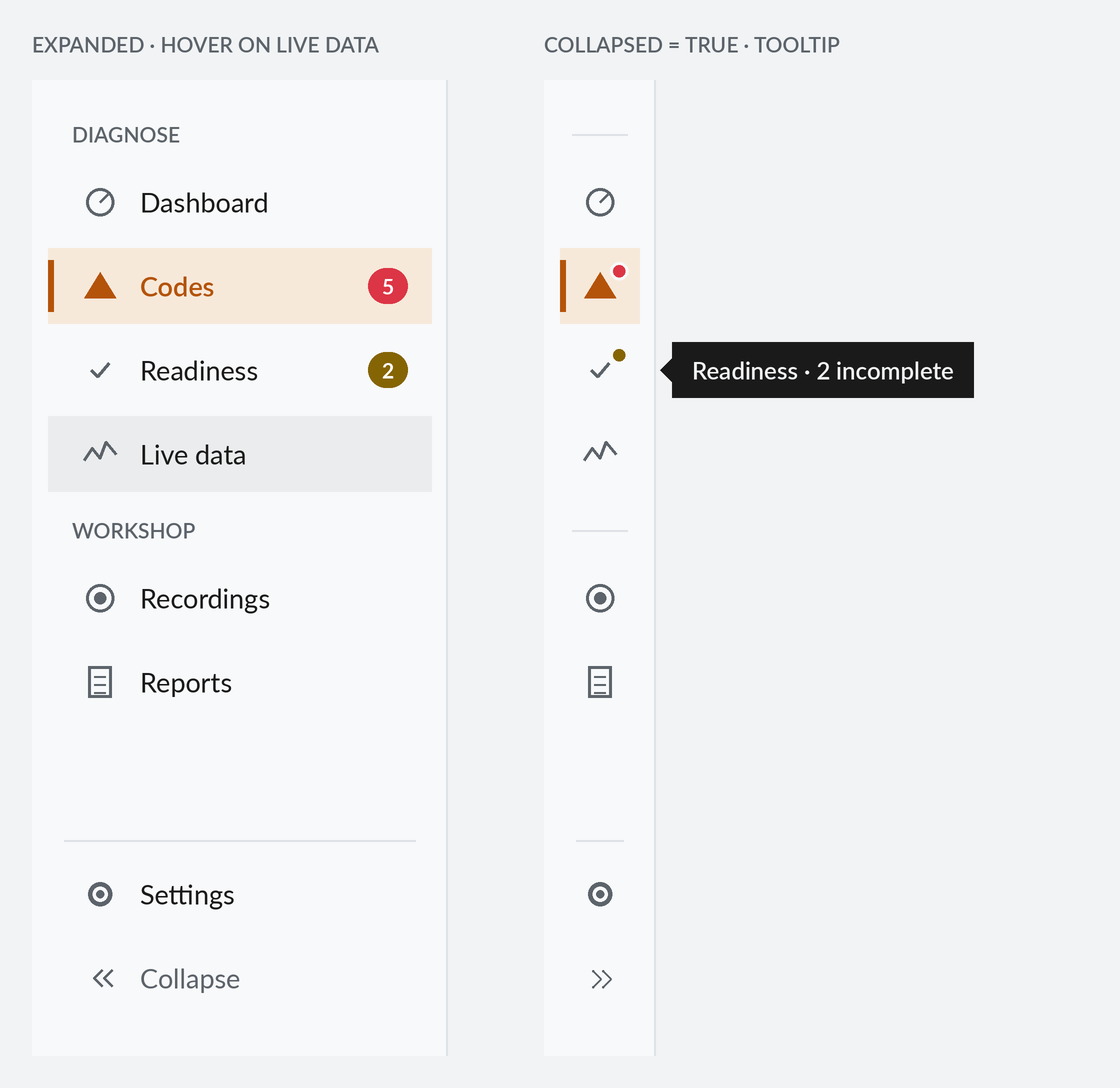 EXPANDED · HOVER ON LIVE DATA
DIAGNOSE
Dashboard
Codes 5
Readiness 2
Live data
WORKSHOP
Recordings
Reports
Settings
Collapse
COLLAPSED = TRUE · TOOLTIP
Readiness · 2 incomplete